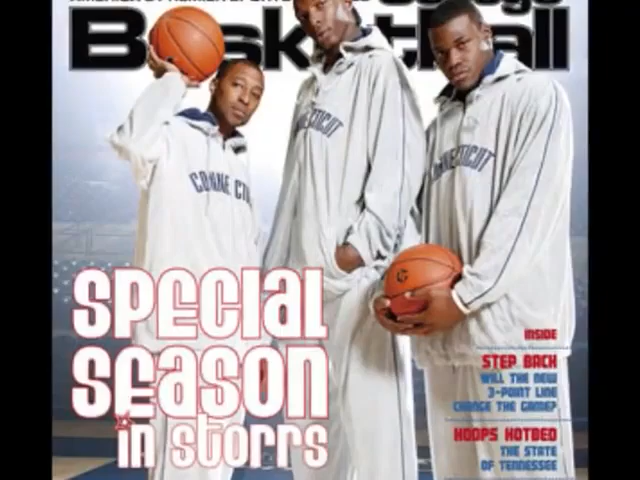 College
Basketball
CONNECTICUT
CONNECTICUT
CONNECTICUT
SPECIAL
SEASON
IN STORRS
INSIDE
STEP BACK
WILL THE NEW
3-POINT LINE
CHANGE THE GAME?
HOOPS HOTBED
THE STATE
OF TENNESSEE